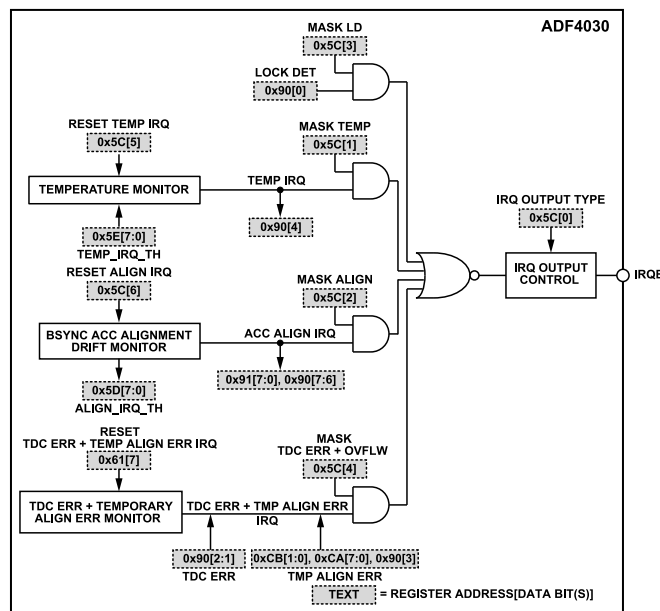 ADF4030
MASK LD
0x5C[3]
LOCK DET
0x90[0]
RESET TEMP IRQ
0x5C[5]
MASK TEMP
0x5C[1]
TEMPERATURE MONITOR
TEMP IRQ
0x90[4]
0x5E[7:0]
TEMP_IRQ_TH
IRQ OUTPUT TYPE
0x5C[0]
IRQ OUTPUT
CONTROL
IRQB
RESET ALIGN IRQ
0x5C[6]
MASK ALIGN
0x5C[2]
BSYNC ACC ALIGNMENT
DRIFT MONITOR
ACC ALIGN IRQ
0x91[7:0], 0x90[7:6]
0x5D[7:0]
ALIGN_IRQ_TH
RESET
TDC ERR + TEMP ALIGN ERR IRQ
0x61[7]
MASK
TDC ERR + OVFLW
0x5C[4]
TDC ERR + TEMPORARY
ALIGN ERR MONITOR
TDC ERR + TMP ALIGN ERR
IRQ
0x90[2:1]
TDC ERR
0xCB[1:0], 0xCA[7:0], 0x90[3]
TMP ALIGN ERR
TEXT = REGISTER ADDRESS[DATA BIT(S)]